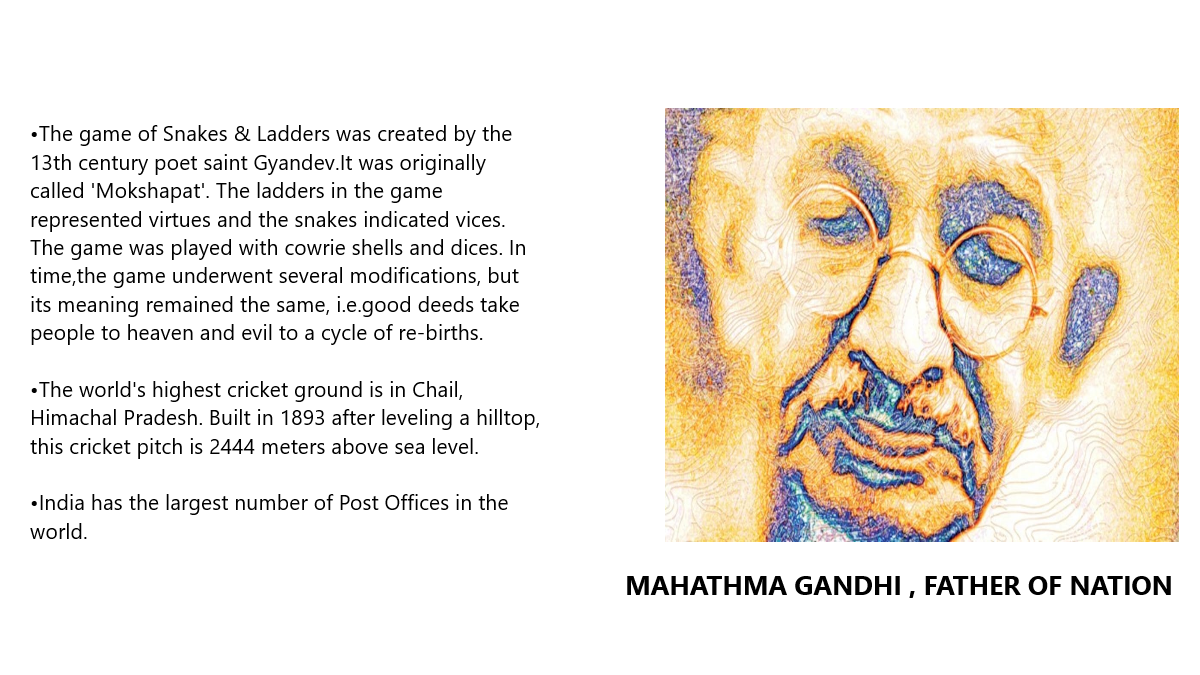 •The game of Snakes & Ladders was created by the
13th century poet saint Gyandev.It was originally
called 'Mokshapat'. The ladders in the game
represented virtues and the snakes indicated vices.
The game was played with cowrie shells and dices. In
time,the game underwent several modifications, but
its meaning remained the same, i.e.good deeds take
people to heaven and evil to a cycle of re-births.
•The world's highest cricket ground is in Chail,
Himachal Pradesh. Built in 1893 after leveling a hilltop,
this cricket pitch is 2444 meters above sea level.
•India has the largest number of Post Offices in the
world.
MAHATHMA GANDHI , FATHER OF NATION